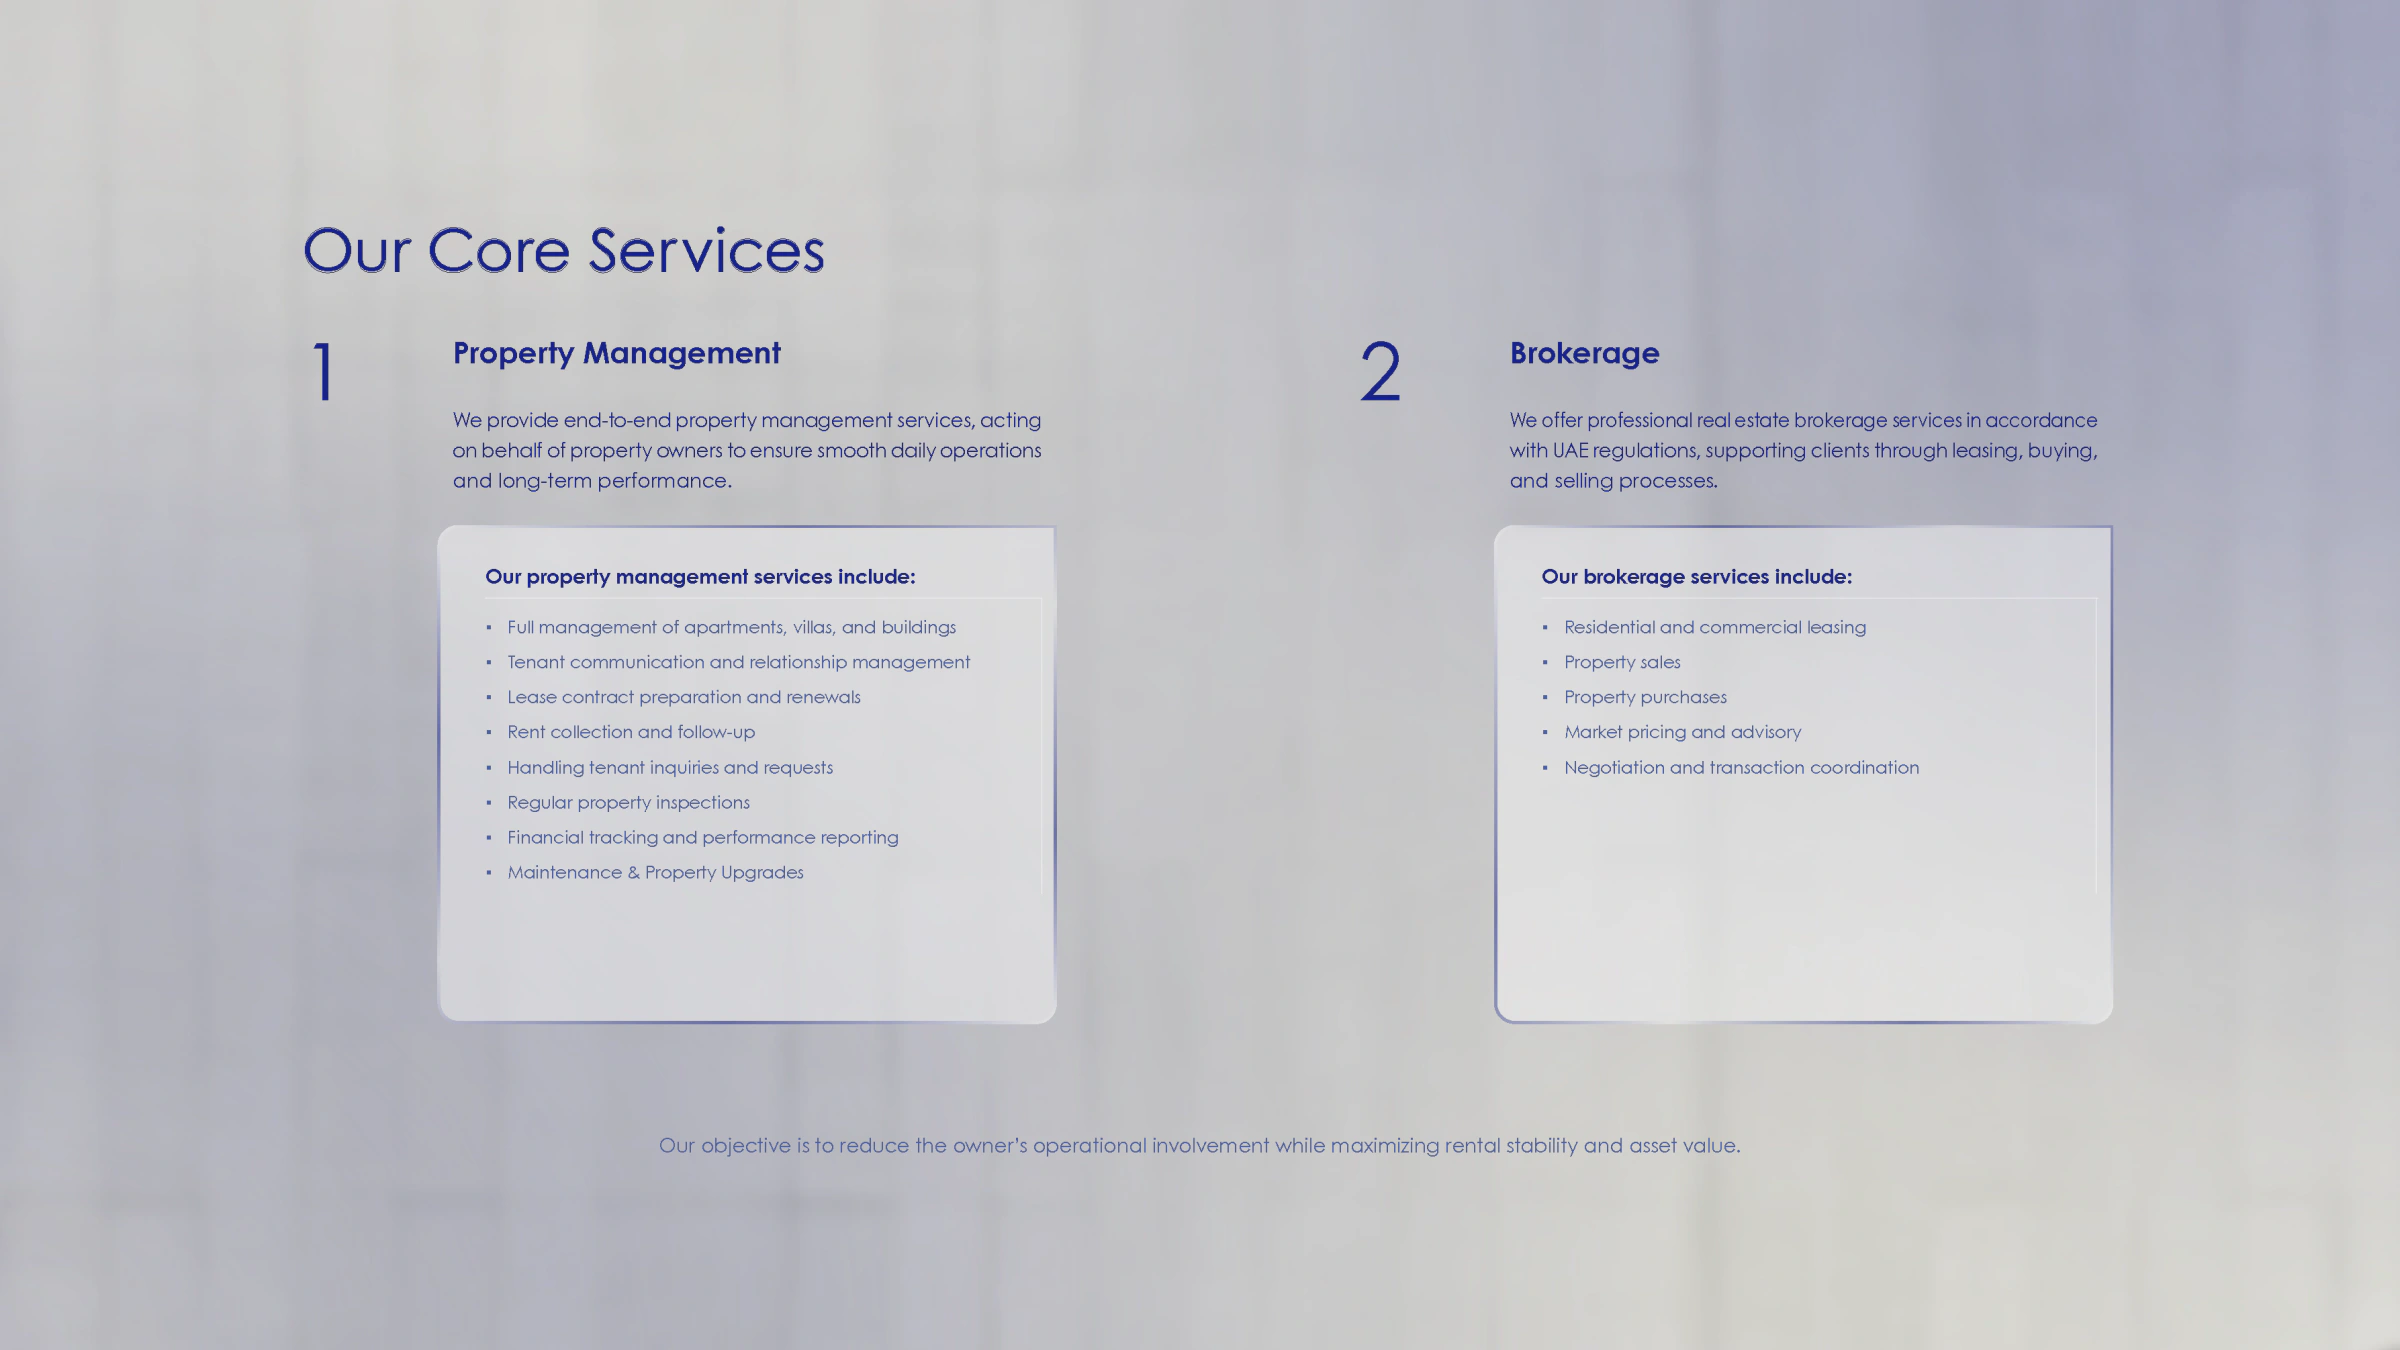 Our Core Services
1
Property Management
We provide end-to-end property management services, acting
on behalf of property owners to ensure smooth daily operations
and long-term performance.
Our property management services include:
▪ Full management of apartments, villas, and buildings
▪ Tenant communication and relationship management
▪ Lease contract preparation and renewals
▪ Rent collection and follow-up
▪ Handling tenant inquiries and requests
▪ Regular property inspections
▪ Financial tracking and performance reporting
▪ Maintenance & Property Upgrades
2
Brokerage
We offer professional real estate brokerage services in accordance
with UAE regulations, supporting clients through leasing, buying,
and selling processes.
Our brokerage services include:
▪ Residential and commercial leasing
▪ Property sales
▪ Property purchases
▪ Market pricing and advisory
▪ Negotiation and transaction coordination
Our objective is to reduce the owner’s operational involvement while maximizing rental stability and asset value.